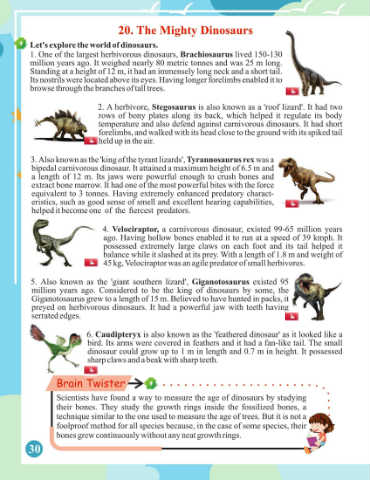 20. The Mighty Dinosaurs
Let's explore the world of dinosaurs.
1. One of the largest herbivorous dinosaurs, Brachiosaurus lived 150-130
million years ago. It weighed nearly 80 metric tonnes and was 25 m long.
Standing at a height of 12 m, it had an immensely long neck and a short tail.
Its nostrils were located above its eyes. Having longer forelimbs enabled it to
browse through the branches of tall trees.
2. A herbivore, Stegosaurus is also known as a 'roof lizard'. It had two
rows of bony plates along its back, which helped it regulate its body
temperature and also defend against carnivorous dinosaurs. It had short
forelimbs, and walked with its head close to the ground with its spiked tail
held up in the air.
3. Also known as the 'king of the tyrant lizards', Tyrannosaurus rex was a
bipedal carnivorous dinosaur. It attained a maximum height of 6.5 m and
a length of 12 m. Its jaws were powerful enough to crush bones and
extract bone marrow. It had one of the most powerful bites with the force
equivalent to 3 tonnes. Having extremely enhanced predatory charact-
eristics, such as good sense of smell and excellent hearing capabilities,
helped it become one of the fiercest predators.
4. Velociraptor, a carnivorous dinosaur, existed 99-65 million years
ago. Having hollow bones enabled it to run at a speed of 39 kmph. It
possessed extremely large claws on each foot and its tail helped it
balance while it slashed at its prey. With a length of 1.8 m and weight of
45 kg, Velociraptor was an agile predator of small herbivores.
5. Also known as the 'giant southern lizard', Giganotosaurus existed 95
million years ago. Considered to be the king of dinosaurs by some, the
Giganotosaurus grew to a length of 15 m. Believed to have hunted in packs, it
preyed on herbivorous dinosaurs. It had a powerful jaw with teeth having
serrated edges.
6. Caudipteryx is also known as the 'feathered dinosaur' as it looked like a
bird. Its arms were covered in feathers and it had a fan-like tail. The small
dinosaur could grow up to 1 m in length and 0.7 m in height. It possessed
sharp claws and a beak with sharp teeth.
Brain Twister
Scientists have found a way to measure the age of dinosaurs by studying
their bones. They study the growth rings inside the fossilized bones, a
technique similar to the one used to measure the age of trees. But it is not a
foolproof method for all species because, in the case of some species, their
bones grew continuously without any neat growth rings.
30